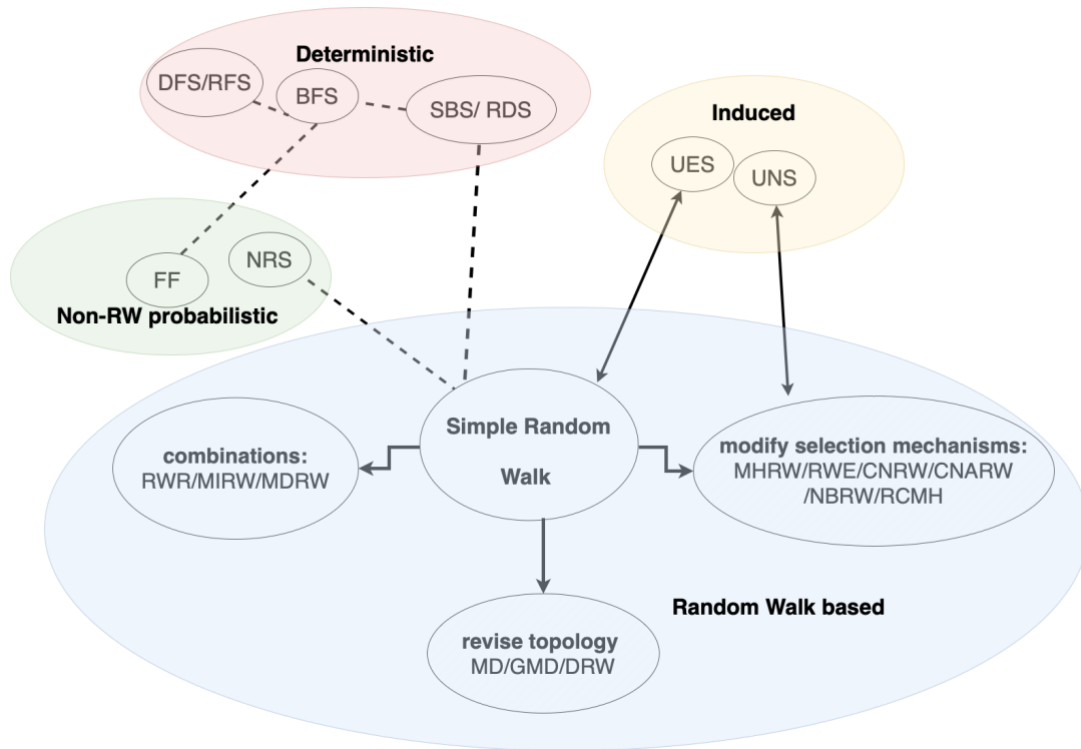 Deterministic
DFS/RFS
BFS
SBS/ RDS
Induced
UES
UNS
FF
NRS
Non-RW probabilistic
Simple Random
Walk
combinations:
RWR/MIRW/MDRW
modify selection mechanisms:
MHRW/RWE/CNRW/CNARW
/NBRW/RCMH
Random Walk based
revise topology
MD/GMD/DRW